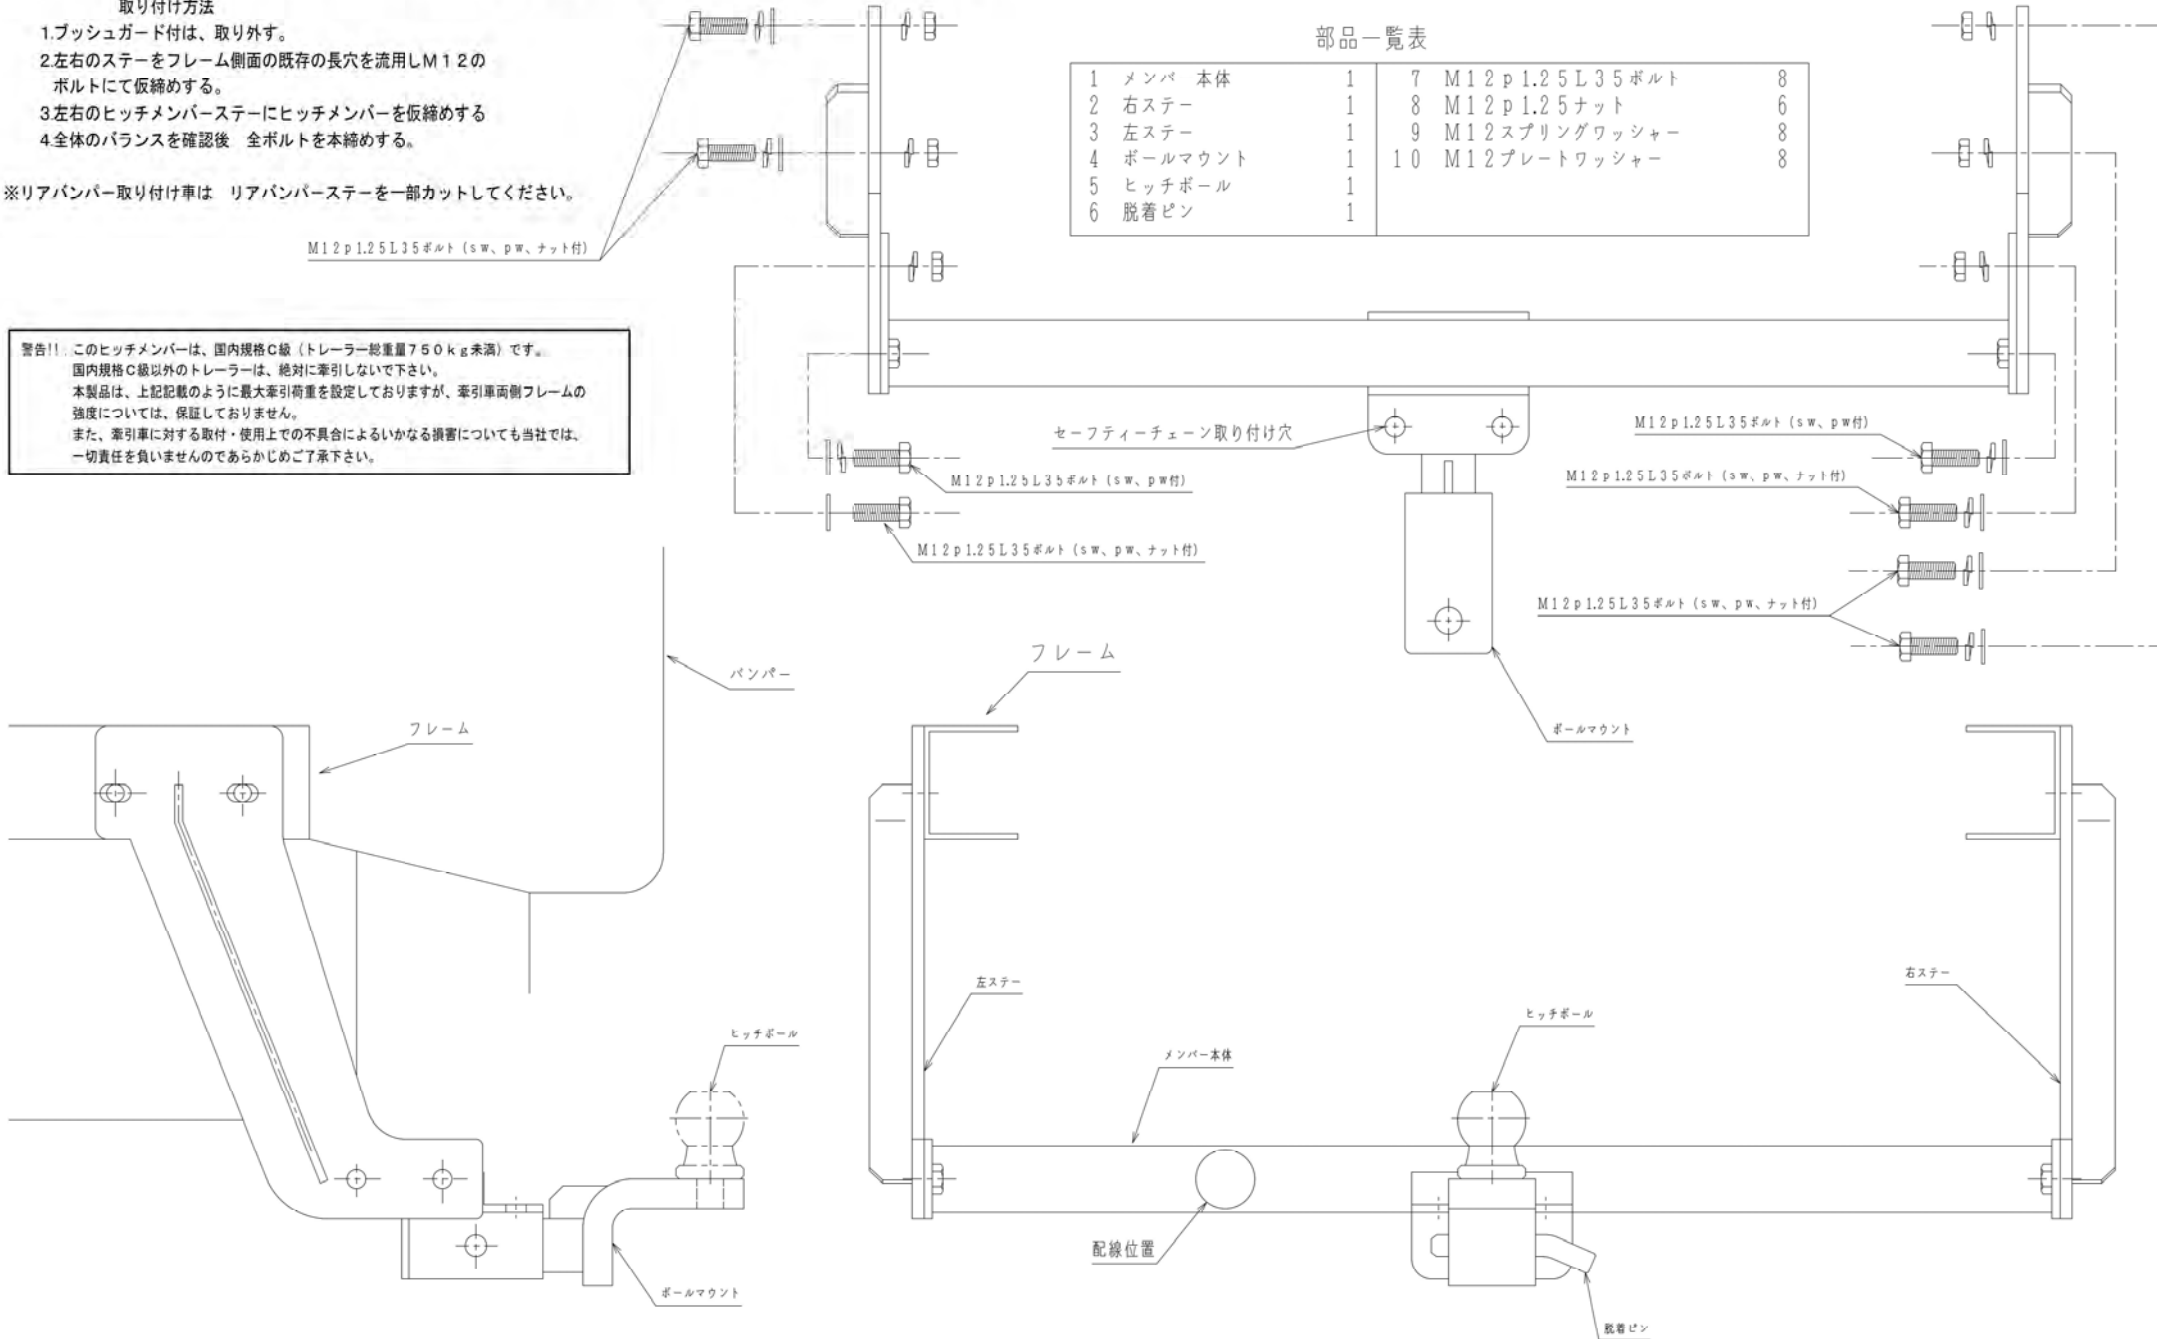 取り付け方法
1.ブッシュガード付は、取り外す。
2.左右のステーをフレーム側面の既存の長穴を流用しM12の
ボルトにて仮締めする。
3.左右のヒッチメンバーステーにヒッチメンバーを仮締めする
4.全体のバランスを確認後 全ボルトを本締めする。
※リアバンパー取り付け車は リアバンパーステーを一部カットしてください。
M12p1.25L35ボルト(sw、pw、ナット付)
部品一覧表
1 メンバ 本体 1 7 M12p1.25L35ボルト 8
2 右ステー 1 8 M12p1.25ナット 6
3 左ステー 1 9 M12スプリングワッシャー 8
4 ボールマウント 1 10 M12プレートワッシャー 8
5 ヒッチボール 1
6 脱着ピン 1
警告!! このヒッチメンバーは、国内規格C級(トレーラー総重量750kg未満)です。
国内規格C級以外のトレーラーは、絶対に牽引しないで下さい。
本製品は、上記記載のように最大牽引荷重を設定しておりますが、牽引車両側フレームの
強度については、保証しておりません。
また、牽引車に対する取付・使用上での不具合によるいかなる損害についても当社では、
一切責任を負いませんのであらかじめご了承下さい。
セーフティーチェーン取り付け穴
M12p1.25L35ボルト(sw、pw付)
M12p1.25L35ボルト(sw、pw、ナット付)
M12p1.25L35ボルト(sw、pw付)
M12p1.25L35ボルト(sw、pw、ナット付)
M12p1.25L35ボルト(sw、pw、ナット付)
ボールマウント
バンパー
フレーム
ヒッチボール
ボールマウント
フレーム
左ステー
右ステー
メンバー本体
ヒッチボール
配線位置
脱着ピン